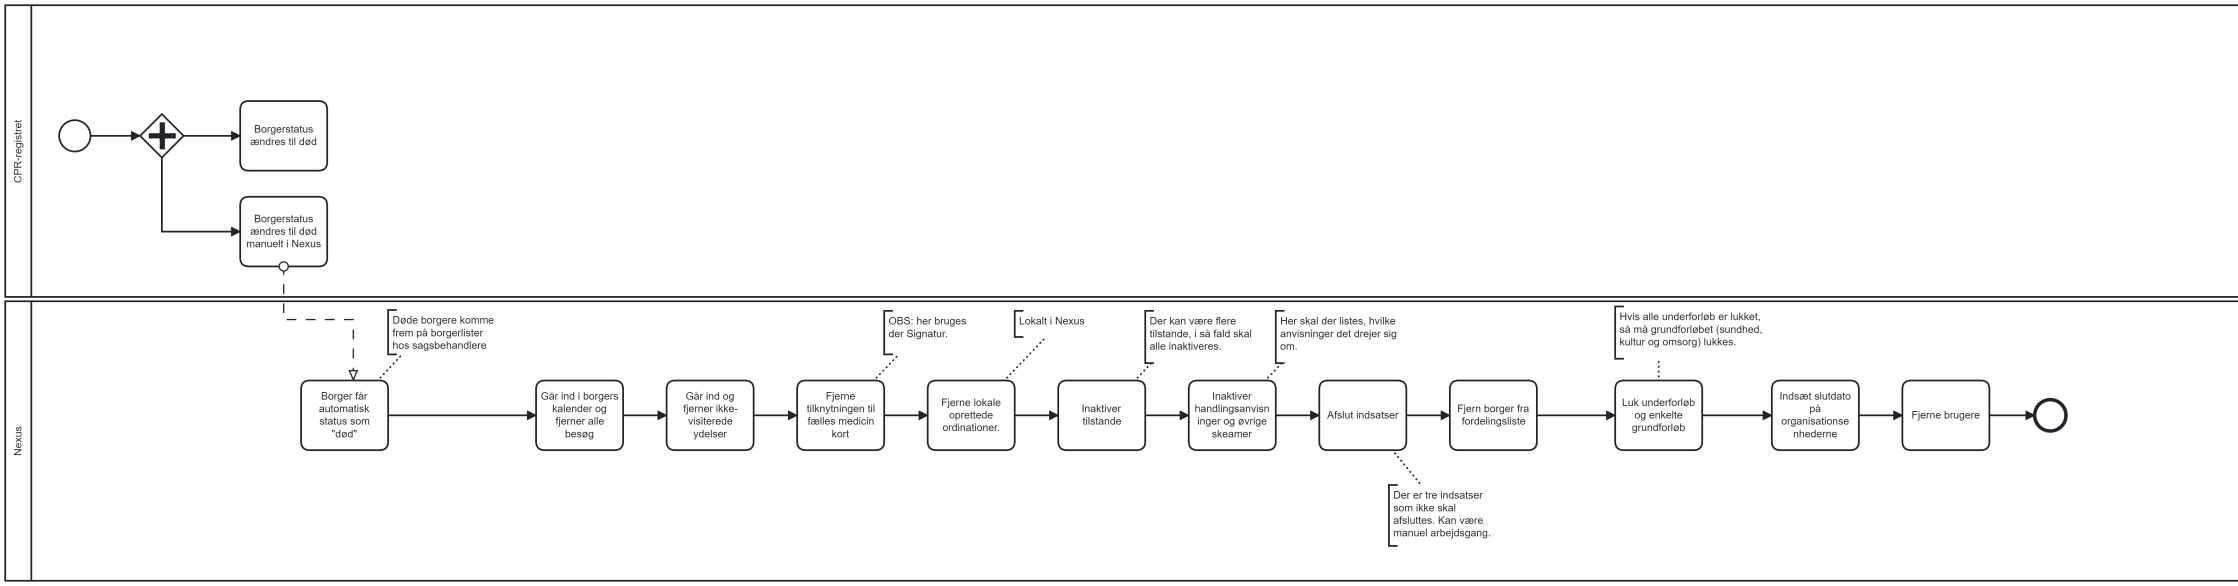 CPR-registret
Borgerstatus
ændres til død
Borgerstatus
ændres til død
manuelt i Nexus
Nexus
Døde borgere komme
frem på borgerlister
hos sagsbehandlere
OBS: her bruges
der Signatur.
Lokalt i Nexus
Der kan være flere
tilstande, i så fald skal
alle inaktiveres.
Her skal der listes, hvilke
anvisninger det drejer sig
om.
Hvis alle underforløb er lukket,
så må grundforløbet (sundhed,
kultur og omsorg) lukkes.
Borger får
automatisk
status som
"død"
Går ind i borgers
kalender og
fjerner alle
besøg
Går ind og
fjerner ikke-
visiterede
ydelser
Fjerne
tilknytningen til
fælles medicin
kort
Fjerne lokale
oprettede
ordinationer.
Inaktiver
tilstande
Inaktiver
handlingsanvisn
inger og øvrige
skeamer
Afslut indsatser
Fjern borger fra
fordelingsliste
Luk underforløb
og enkelte
grundforløb
Indsæt slutdato
på
organisationse
nhederne
Fjerne brugere
Der er tre indsatser
som ikke skal
afsluttes. Kan være
manuel arbejdsgang.